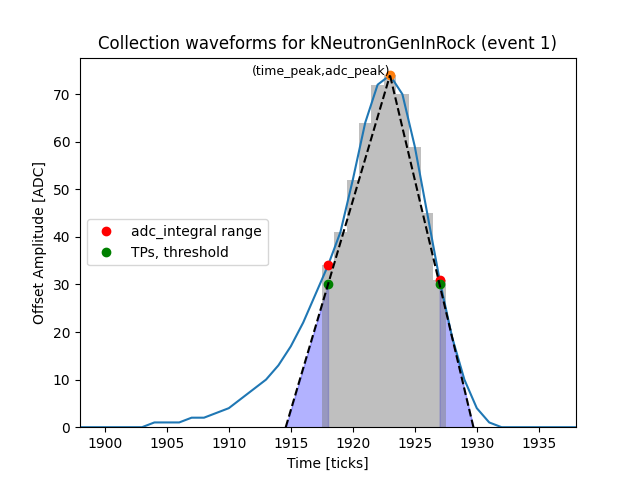 Collection waveforms for kNeutronGenInRock (event 1)
(time_peak,adc_peak)
70
60
50
40
30
20
10
0
Offset Amplitude [ADC]
adc_integral range
TPs, threshold
1900 1905 1910 1915 1920 1925 1930 1935
Time [ticks]